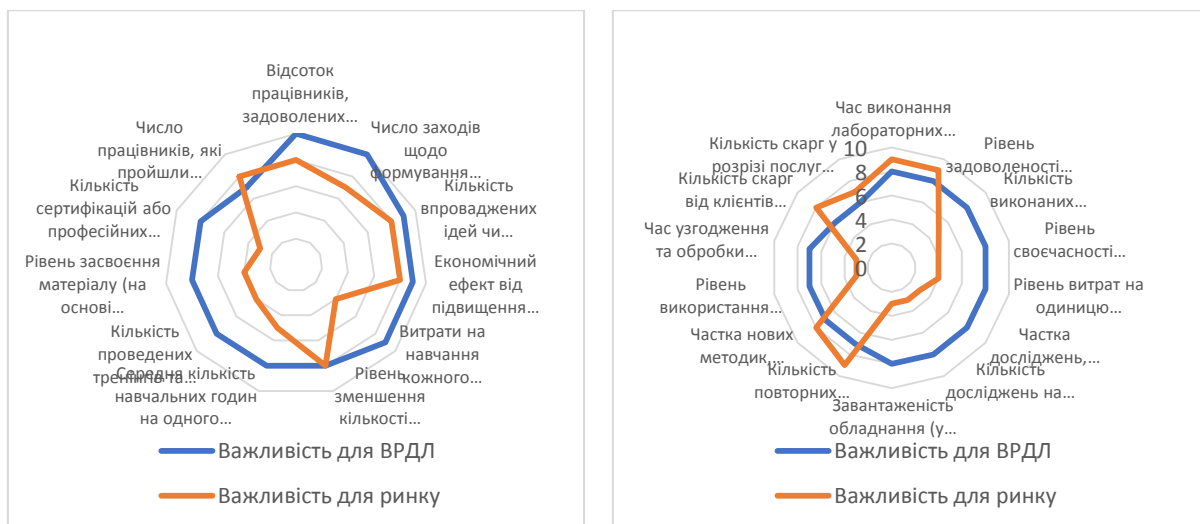 Відсоток
працівників,
задоволених…
Число заходів
щодо
формування…
Кількість
впроваджених
ідей чи…
Економічний
ефект від
підвищення…
Витрати на
навчання
кожного…
Рівень
зменшення
кількості…
Середня кількість
навчальних годин
на одного…
Кількість
проведених
тренінгів та…
Рівень засвоєння
матеріалу (на
основі…
Кількість
сертифікацій або
професійних…
Число
працівників, які
пройшли…
Важливість для ВРДЛ
Важливість для ринку
Час виконання
лабораторних…
Рівень
задоволеності…
Кількість
виконаних…
Рівень
своєчасності…
Рівень витрат на
одиницю…
Частка
досліджень,…
Кількість
досліджень на…
Завантаженість
обладнання (у…
Кількість
повторних…
Частка нових
методик,…
Рівень
використання…
Час узгодження
та обробки…
Кількість скарг
від клієнтів…
Кількість скарг у
розрізі послуг…
10
8
6
4
2
0
Важливість для ВРДЛ
Важливість для ринку